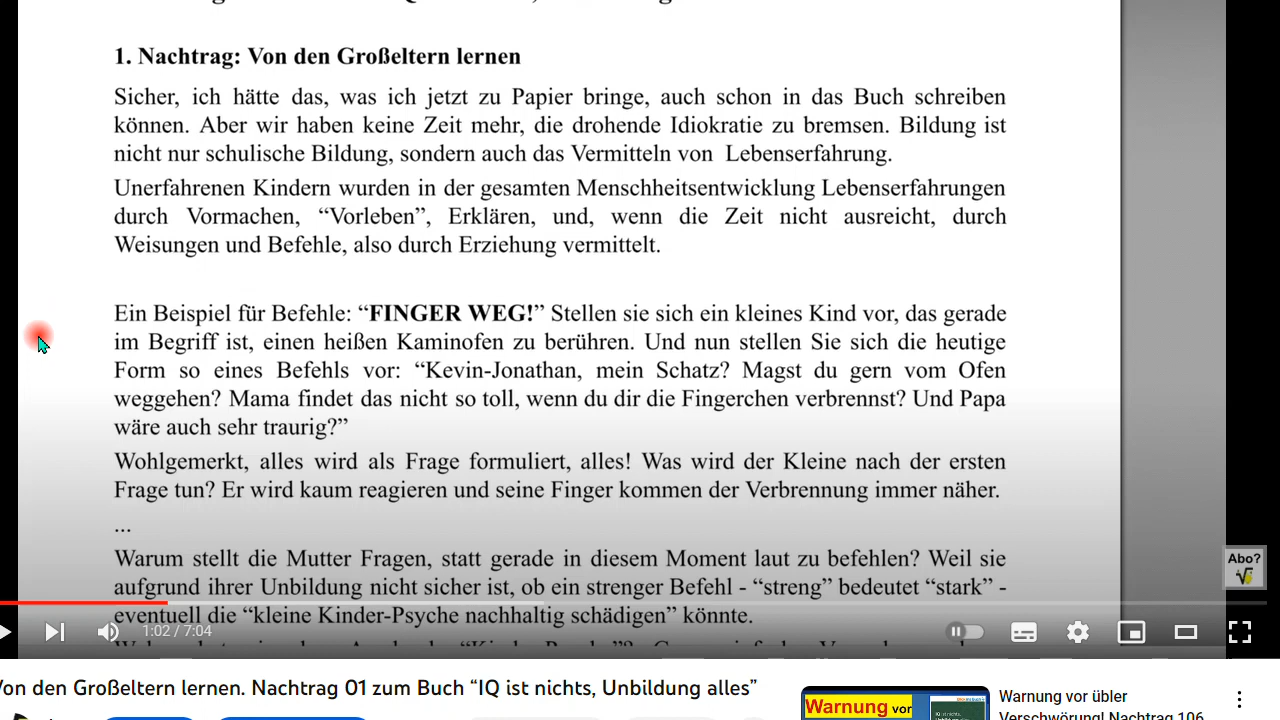 1. Nachtrag: Von den Großeltern lernen
Sicher, ich hätte das, was ich jetzt zu Papier bringe, auch schon in das Buch schreiben
können. Aber wir haben keine Zeit mehr, die drohende Idiokratie zu bremsen. Bildung ist
nicht nur schulische Bildung, sondern auch das Vermitteln von Lebenserfahrung.
Unerfahrenen Kindern wurden in der gesamten Menschheitsentwicklung Lebenserfahrungen
durch Vormachen, “Vorleben”, Erklären, und, wenn die Zeit nicht ausreicht, durch
Weisungen und Befehle, also durch Erziehung vermittelt.
Ein Beispiel für Befehle: “FINGER WEG!” Stellen sie sich ein kleines Kind vor, das gerade
im Begriff ist, einen heißen Kaminofen zu berühren. Und nun stellen Sie sich die heutige
Form so eines Befehls vor: “Kevin-Jonathan, mein Schatz? Magst du gern vom Ofen
weggehen? Mama findet das nicht so toll, wenn du dir die Fingerchen verbrennst? Und Papa
wäre auch sehr traurig?”
Wohlgemerkt, alles wird als Frage formuliert, alles! Was wird der Kleine nach der ersten
Frage tun? Er wird kaum reagieren und seine Finger kommen der Verbrennung immer näher.
...
Warum stellt die Mutter Fragen, statt gerade in diesem Moment laut zu befehlen? Weil sie
aufgrund ihrer Unbildung nicht sicher ist, ob ein strenger Befehl - “streng” bedeutet “stark” -
eventuell die “kleine Kinder-Psyche nachhaltig schädigen” könnte.
Abo?
1:02 / 7:04
Von den Großeltern lernen. Nachtrag 01 zum Buch “IQ ist nichts, Unbildung alles”
Warnung vor
Warnung vor übler
Verschwörung! Nachtrag 106